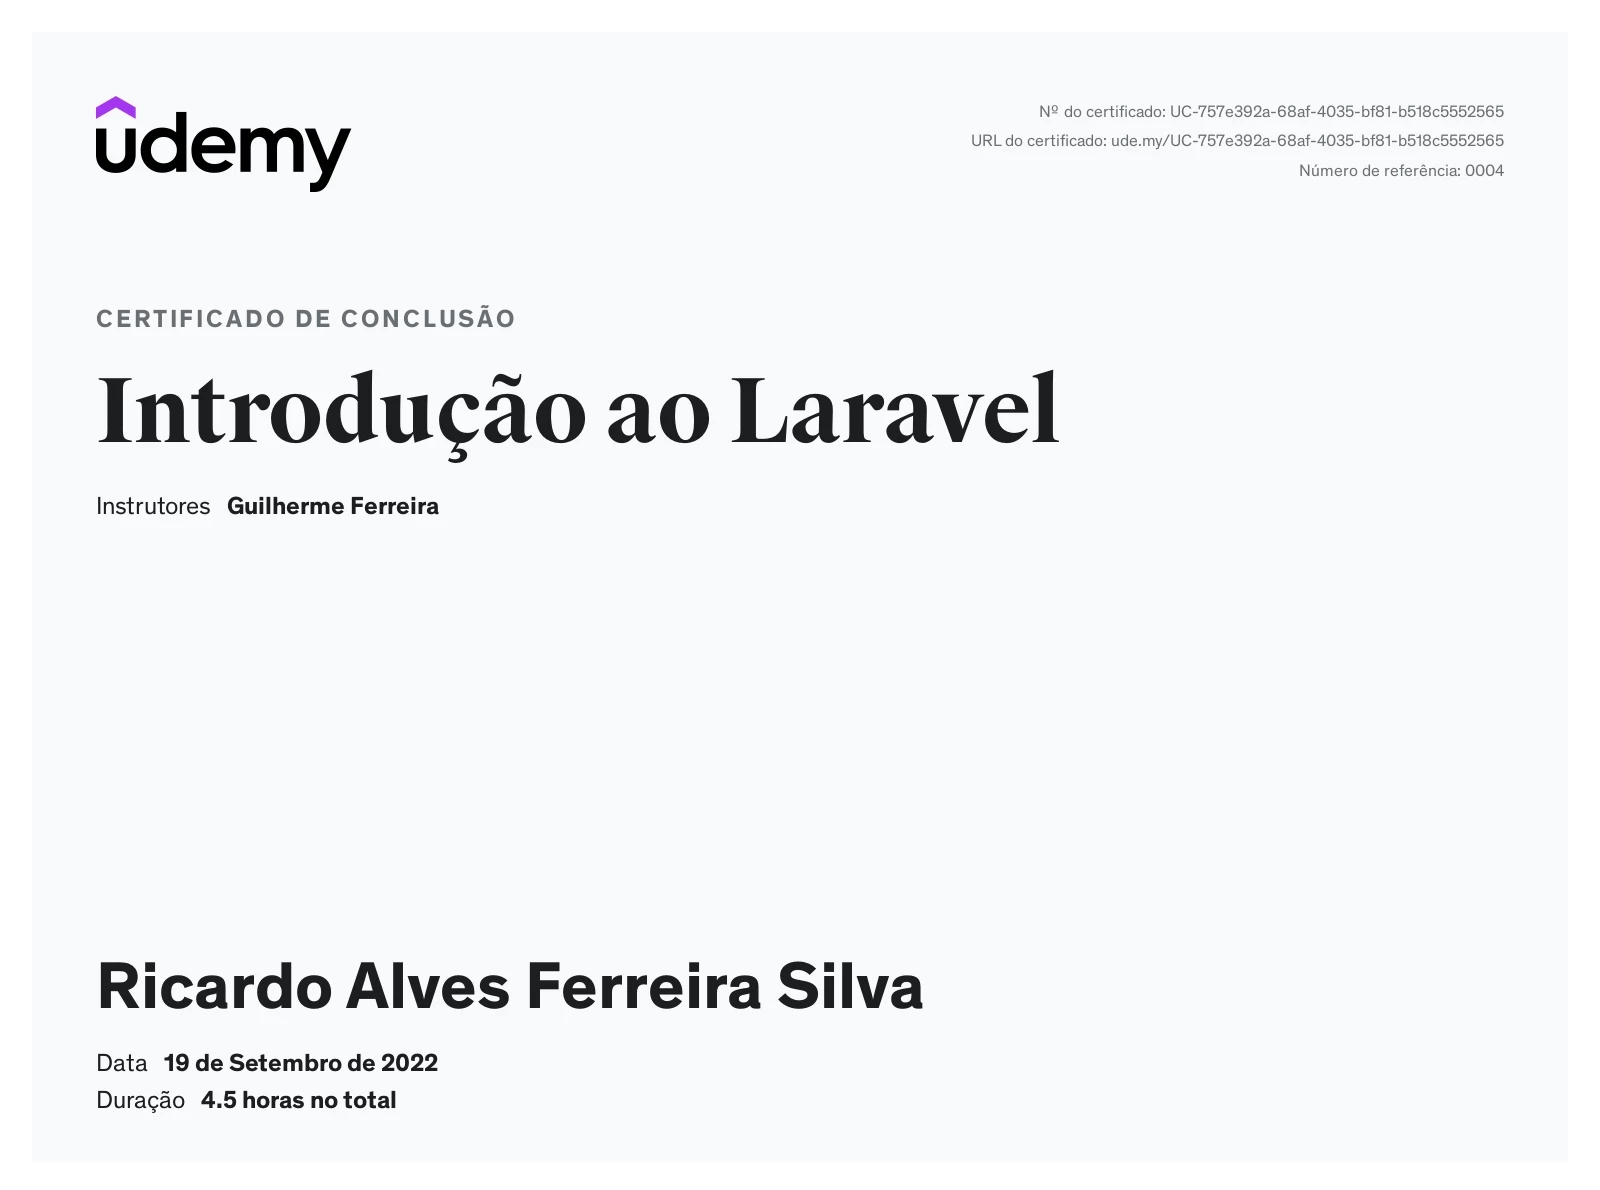 udemy
Nº do certificado: UC-757e392a-68af-4035-bf81-b518c5552565
URL do certificado: ude.my/UC-757e392a-68af-4035-bf81-b518c5552565
Número de referência: 0004
CERTIFICADO DE CONCLUSÃO
Introdução ao Laravel
Instrutores Guilherme Ferreira
Ricardo Alves Ferreira Silva
Data 19 de Setembro de 2022
Duração 4.5 horas no total